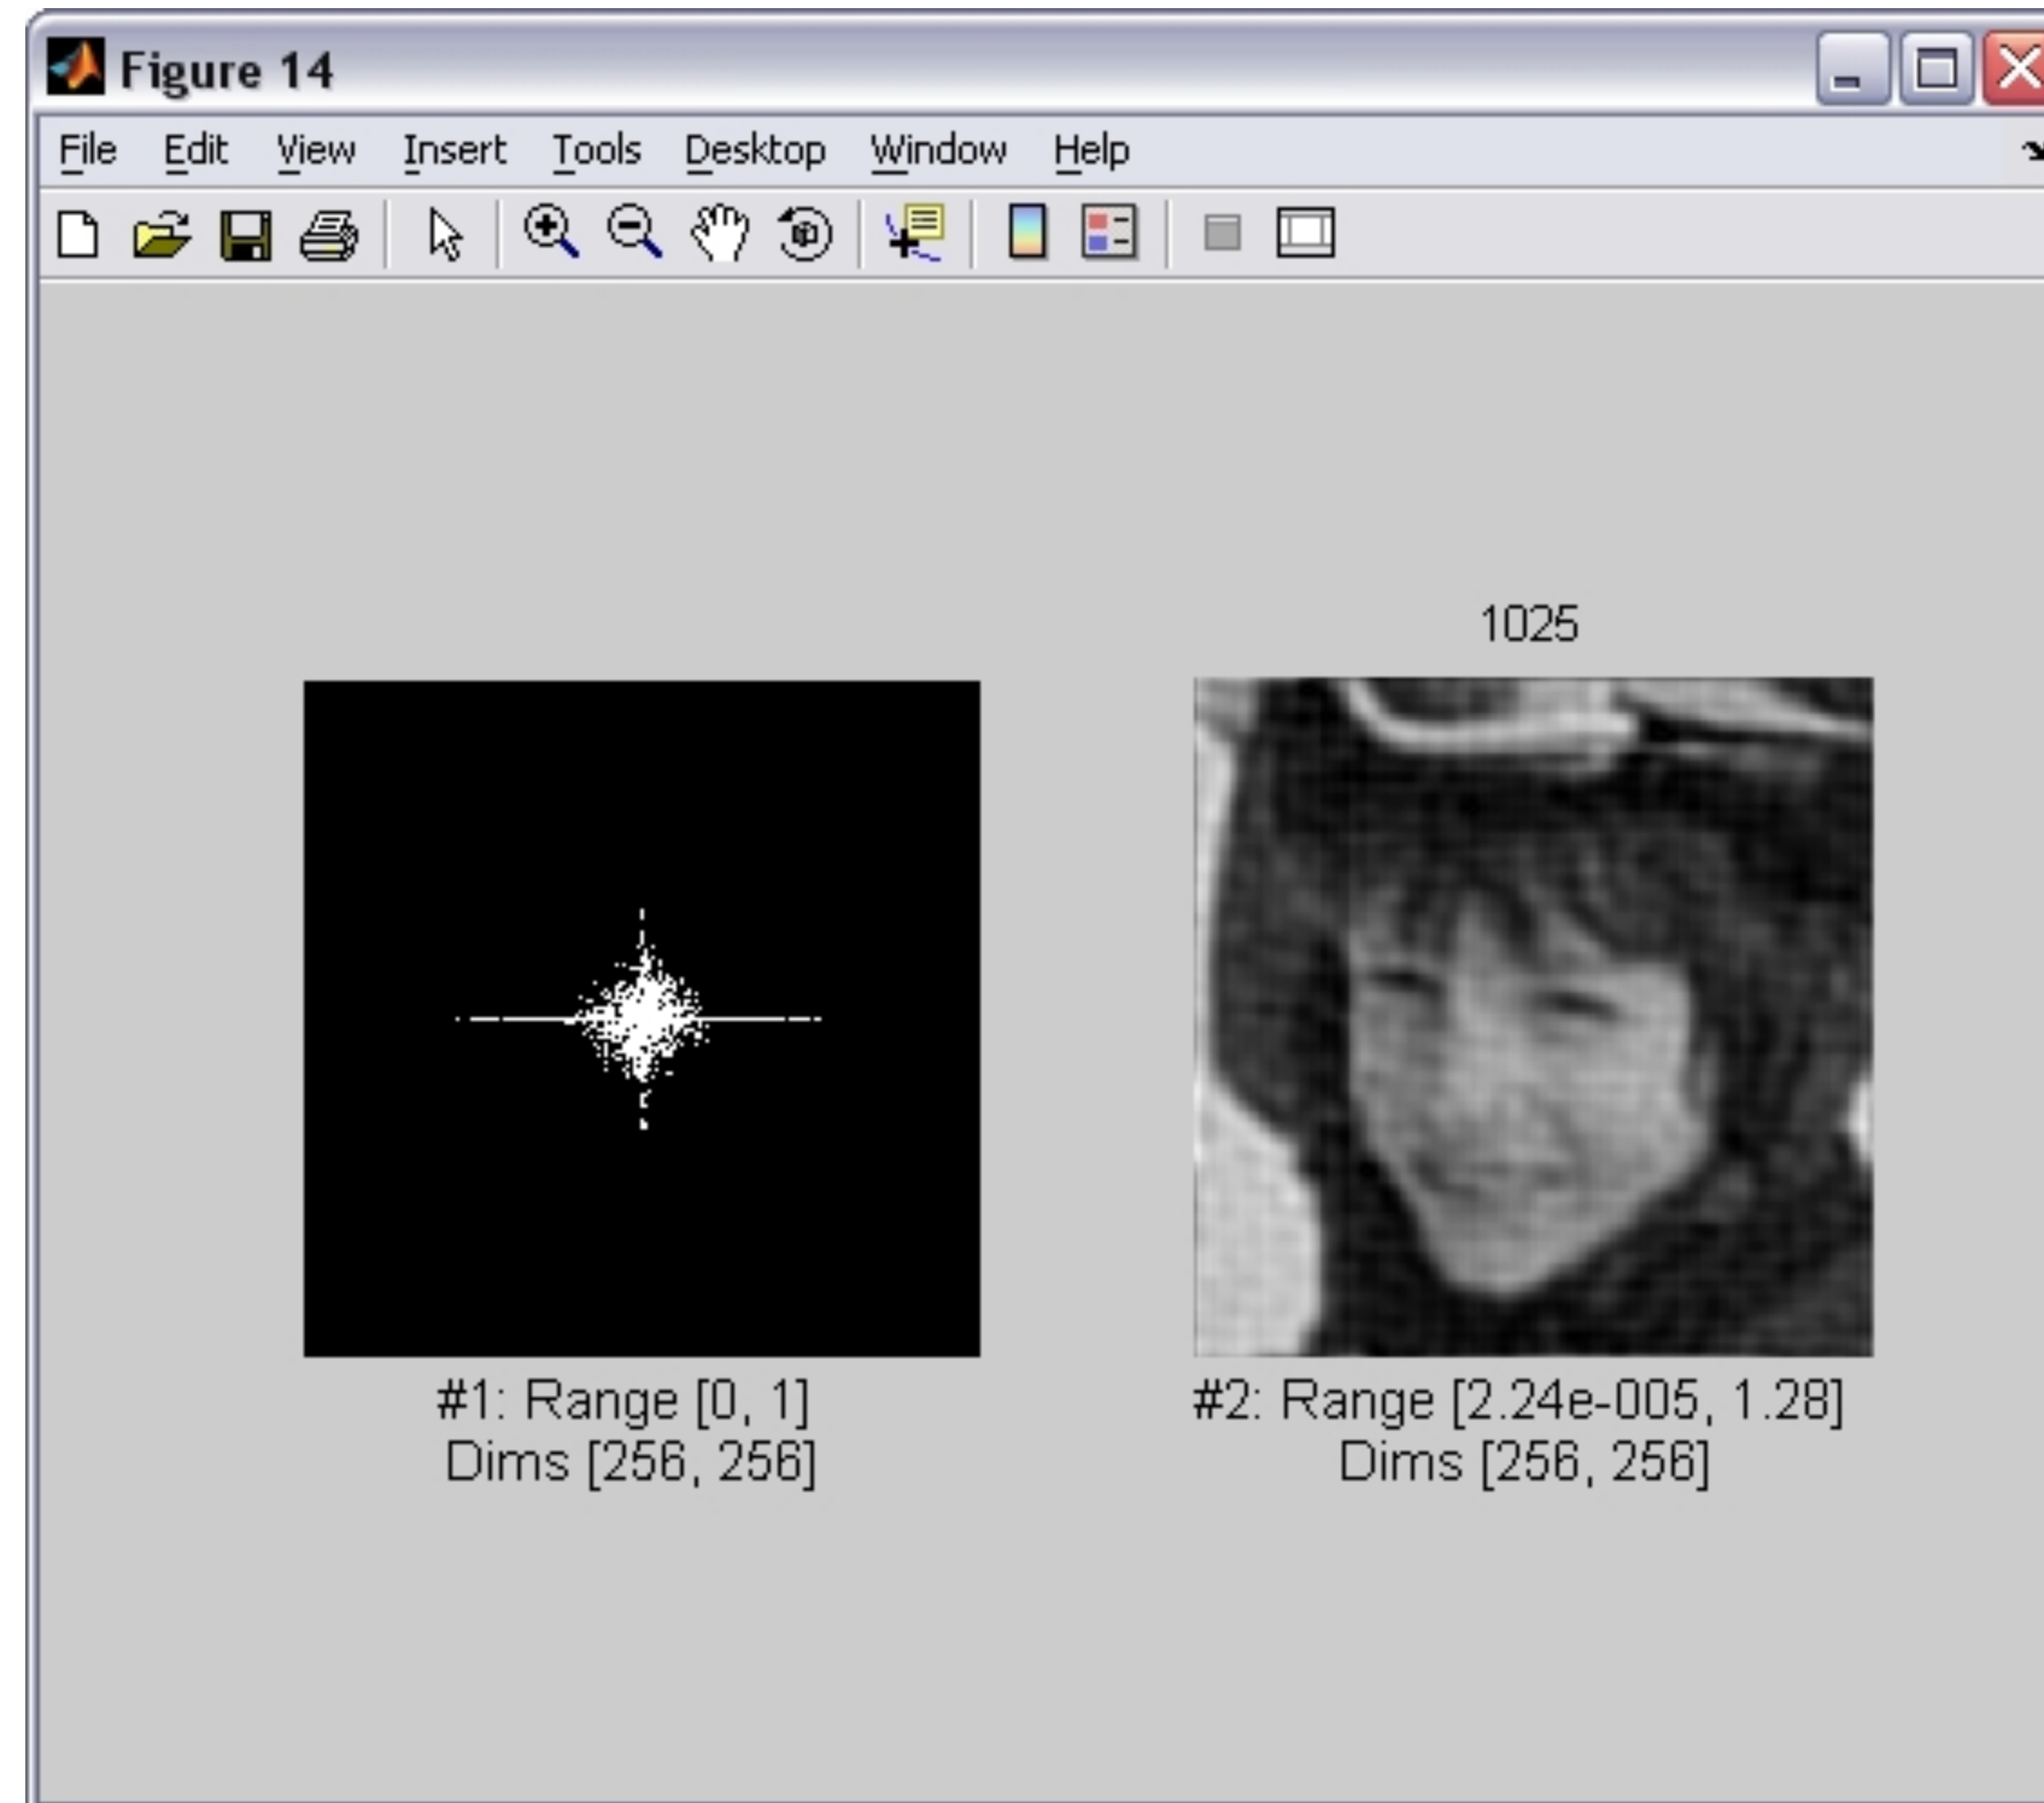 Figure 14
File Edit View Insert Tools Desktop Window Help
1025
#1: Range [0, 1]
Dims [256, 256]
#2: Range [2.24e-005, 1.28]
Dims [256, 256]